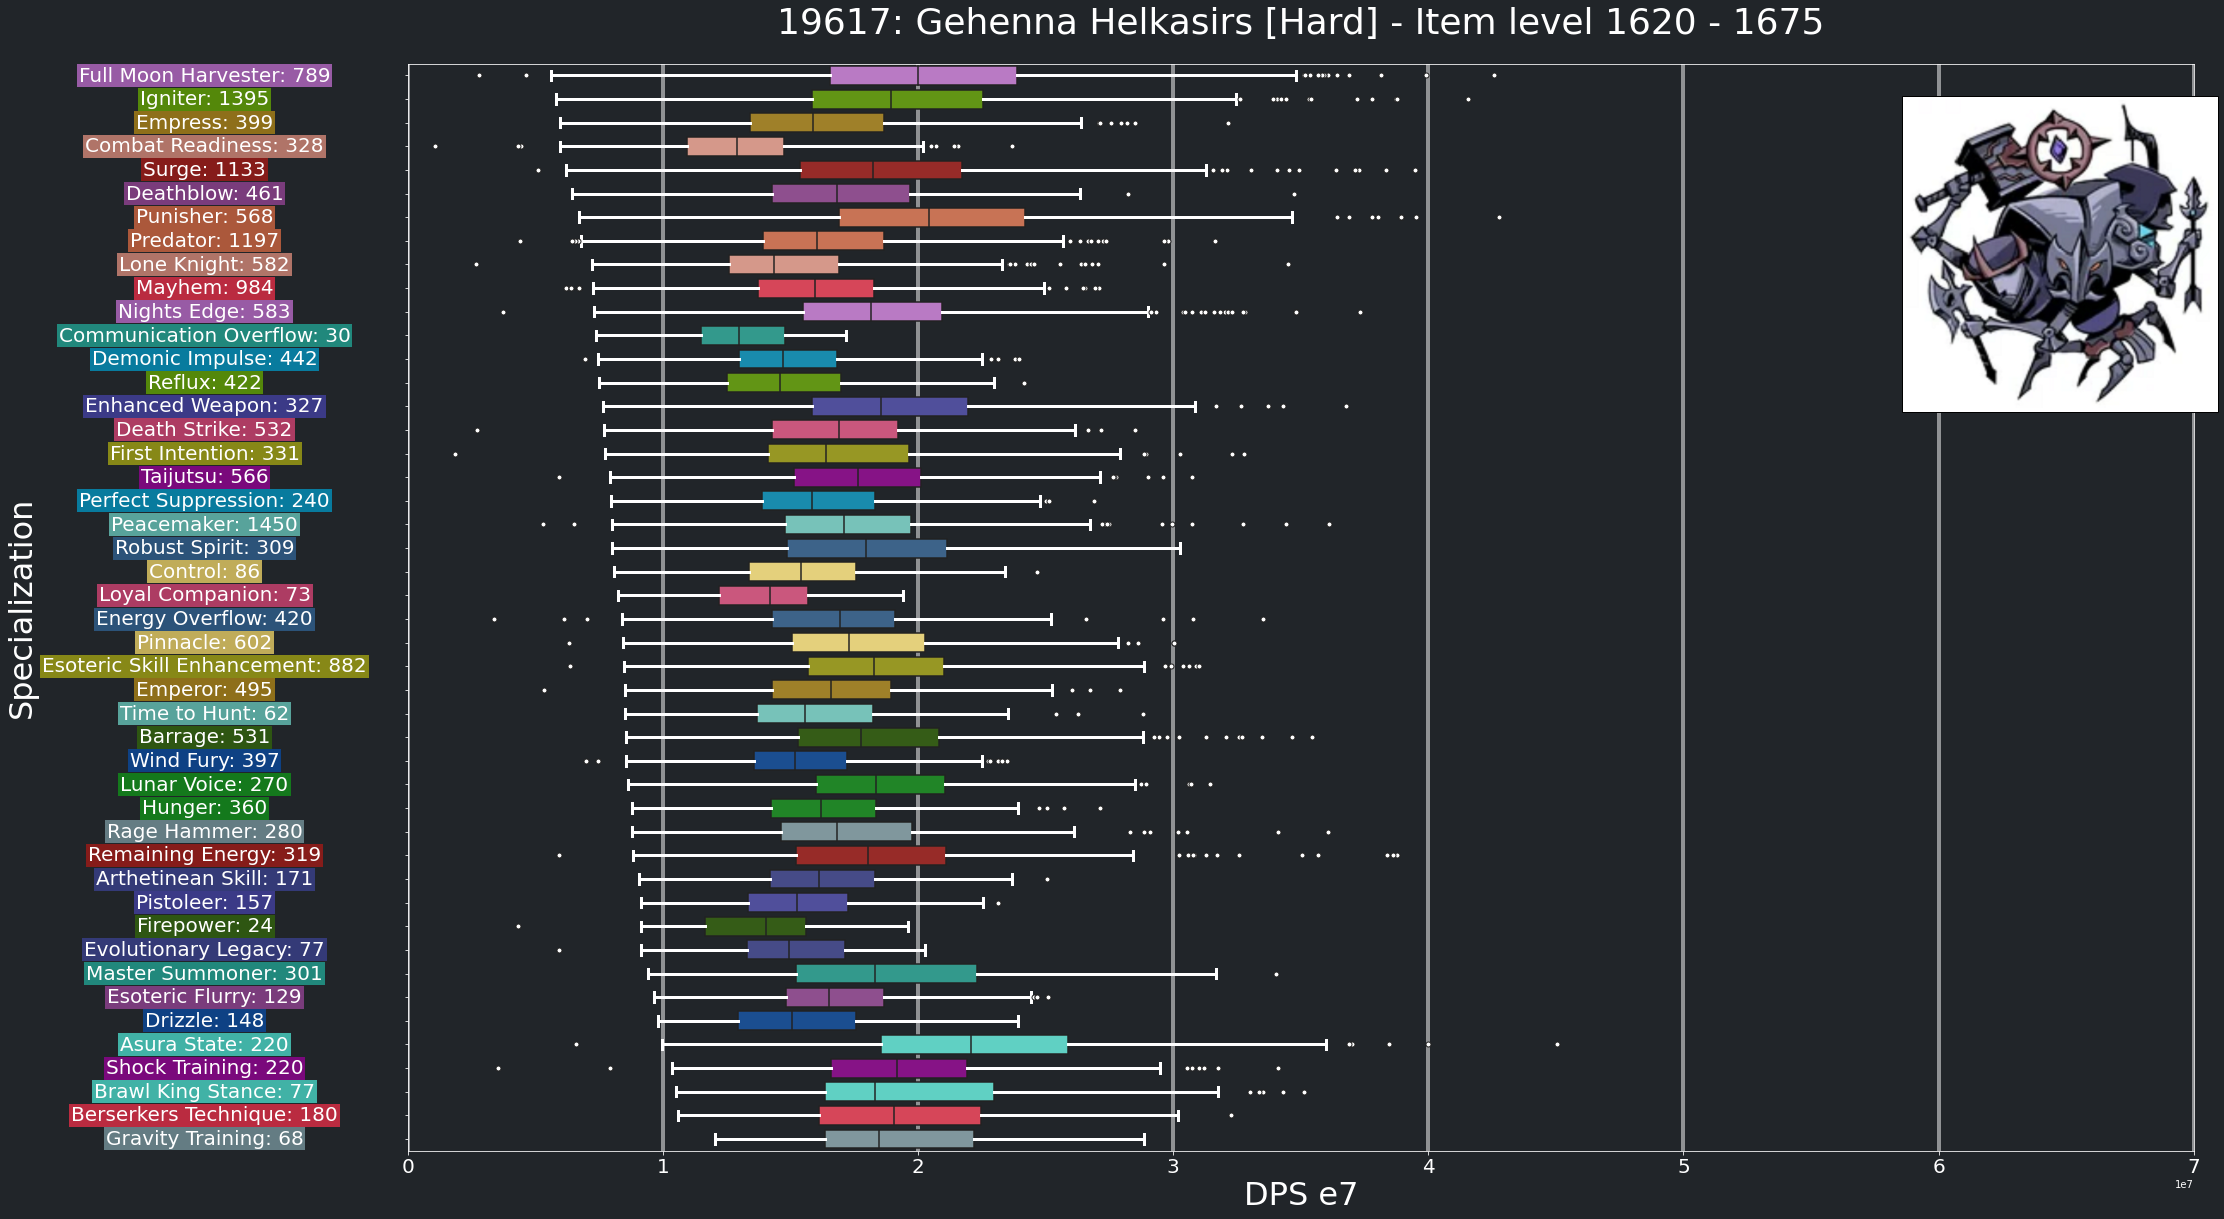 19617: Gehenna Helkasirs [Hard] - Item level 1620 - 1675
Specialization
Full Moon Harvester: 789
Igniter: 1395
Empress: 399
Combat Readiness: 328
Surge: 1133
Deathblow: 461
Punisher: 568
Predator: 1197
Lone Knight: 582
Mayhem: 984
Nights Edge: 583
Communication Overflow: 30
Demonic Impulse: 442
Reflux: 422
Enhanced Weapon: 327
Death Strike: 532
First Intention: 331
Taijutsu: 566
Perfect Suppression: 240
Peacemaker: 1450
Robust Spirit: 309
Control: 86
Loyal Companion: 73
Energy Overflow: 420
Pinnacle: 602
Esoteric Skill Enhancement: 882
Emperor: 495
Time to Hunt: 62
Barrage: 531
Wind Fury: 397
Lunar Voice: 270
Hunger: 360
Rage Hammer: 280
Remaining Energy: 319
Arthetinean Skill: 171
Pistoleer: 157
Firepower: 24
Evolutionary Legacy: 77
Master Summoner: 301
Esoteric Flurry: 129
Drizzle: 148
Asura State: 220
Shock Training: 220
Brawl King Stance: 77
Berserkers Technique: 180
Gravity Training: 68
0 1 2 3 4 5 6 7
1e7
DPS e7